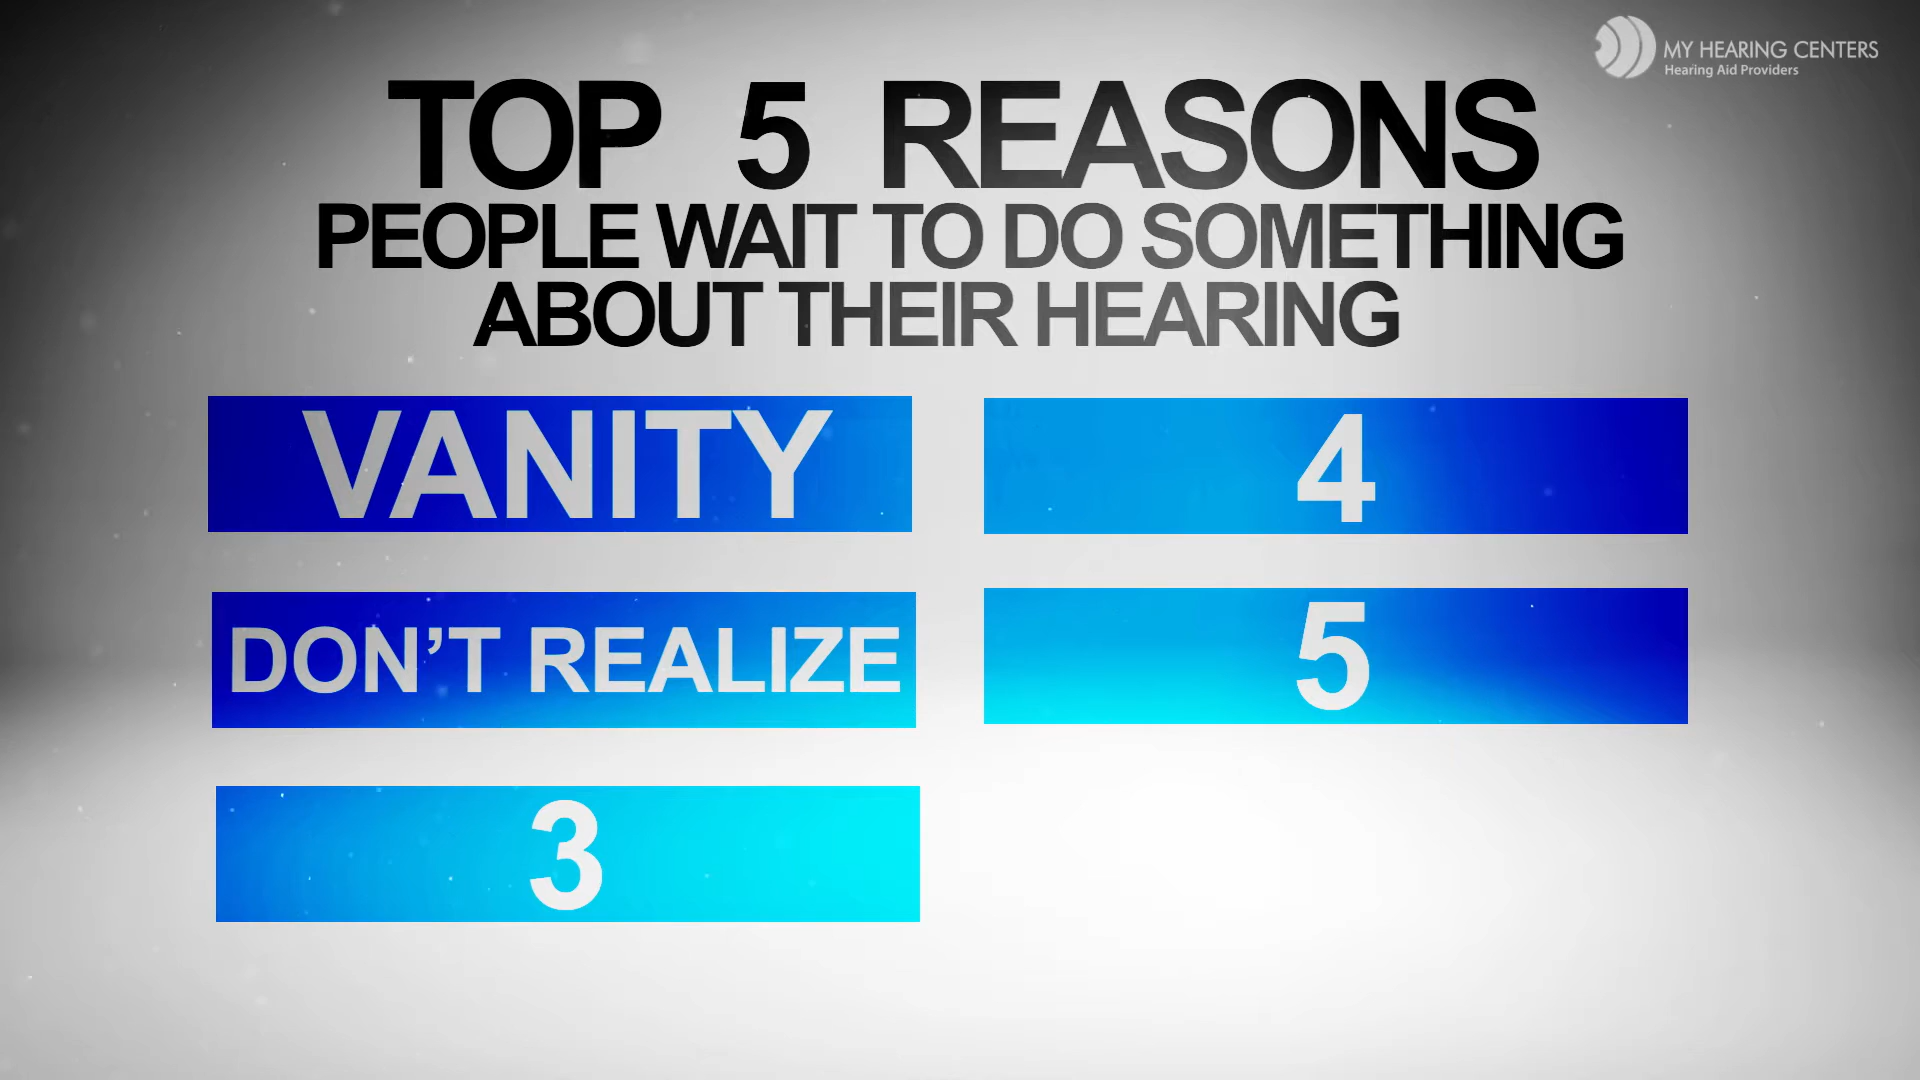 MY HEARING CENTERS
Hearing Aid Providers
TOP 5 REASONS
PEOPLE WAIT TO DO SOMETHING
ABOUT THEIR HEARING
VANITY
DON’T REALIZE
3
4
5